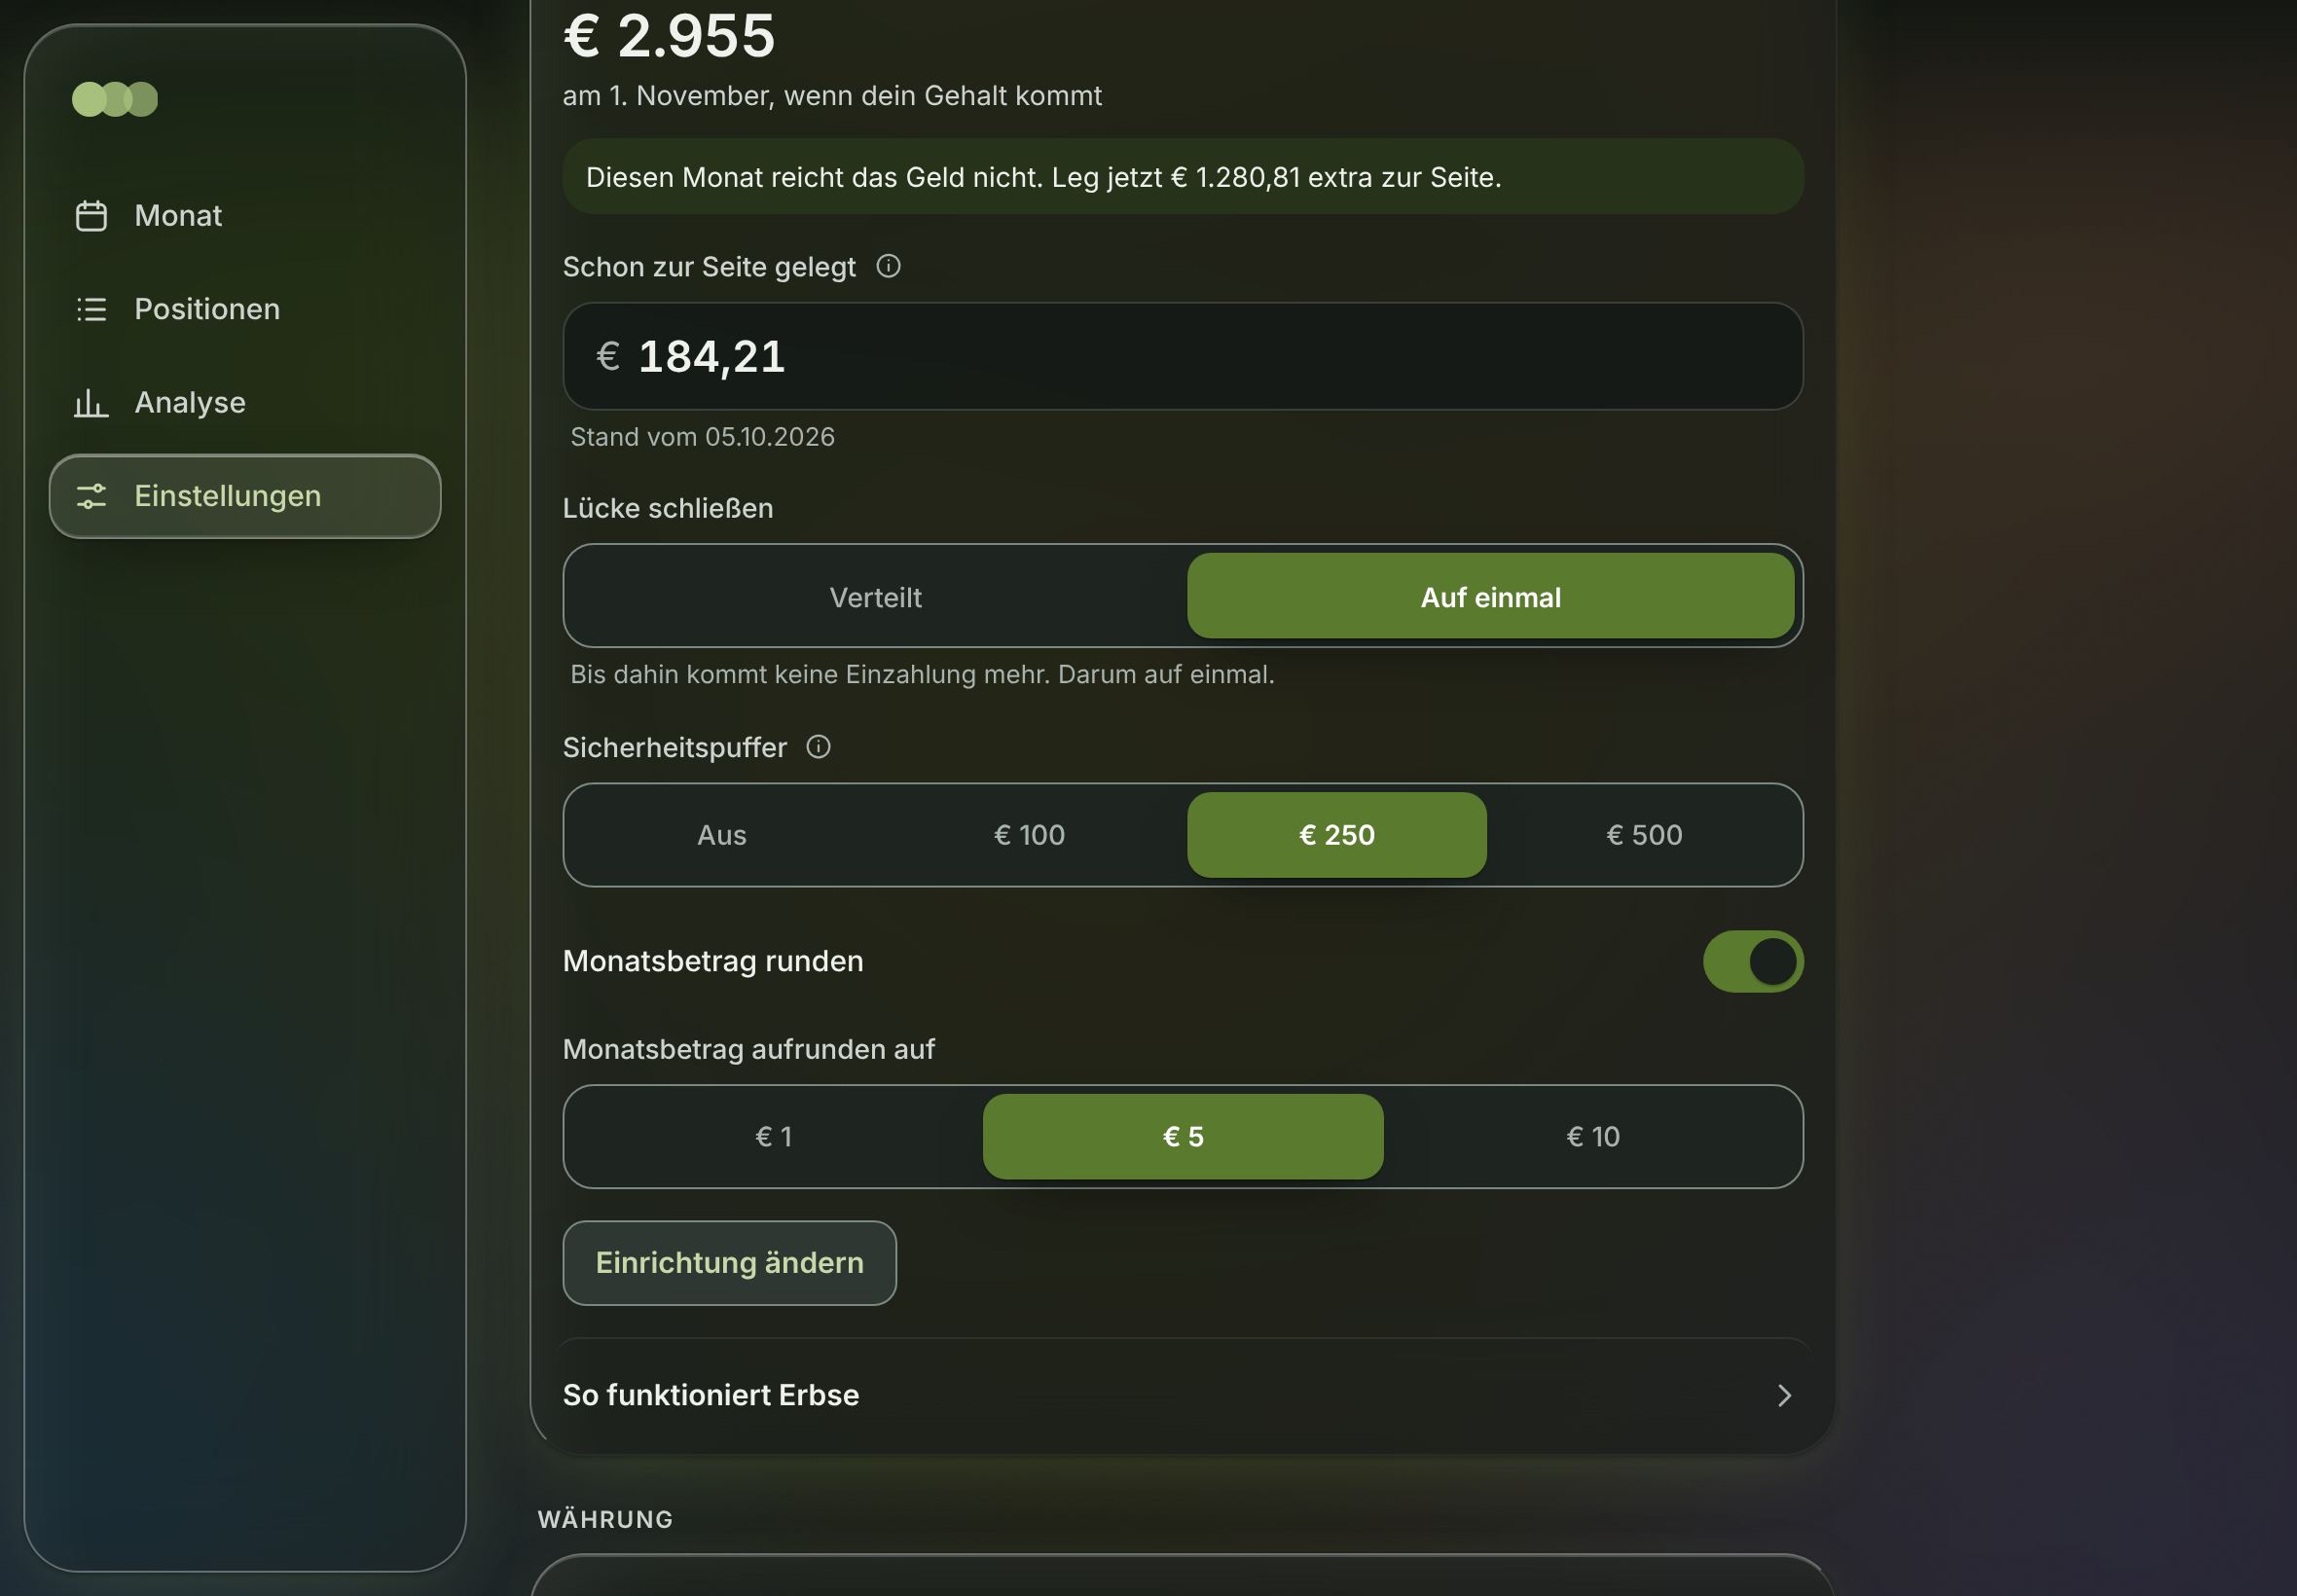 € 2.955
am 1. November, wenn dein Gehalt kommt
Diesen Monat reicht das Geld nicht. Leg jetzt € 1.280,81 extra zur Seite.
Schon zur Seite gelegt
€ 184,21
Stand vom 05.10.2026
Lücke schließen
Verteilt
Auf einmal
Bis dahin kommt keine Einzahlung mehr. Darum auf einmal.
Sicherheitspuffer
Aus
€ 100
€ 250
€ 500
Monatsbetrag runden
Monatsbetrag aufrunden auf
€ 1
€ 5
€ 10
Einrichtung ändern
So funktioniert Erbse
WÄHRUNG
Monat
Positionen
Analyse
Einstellungen